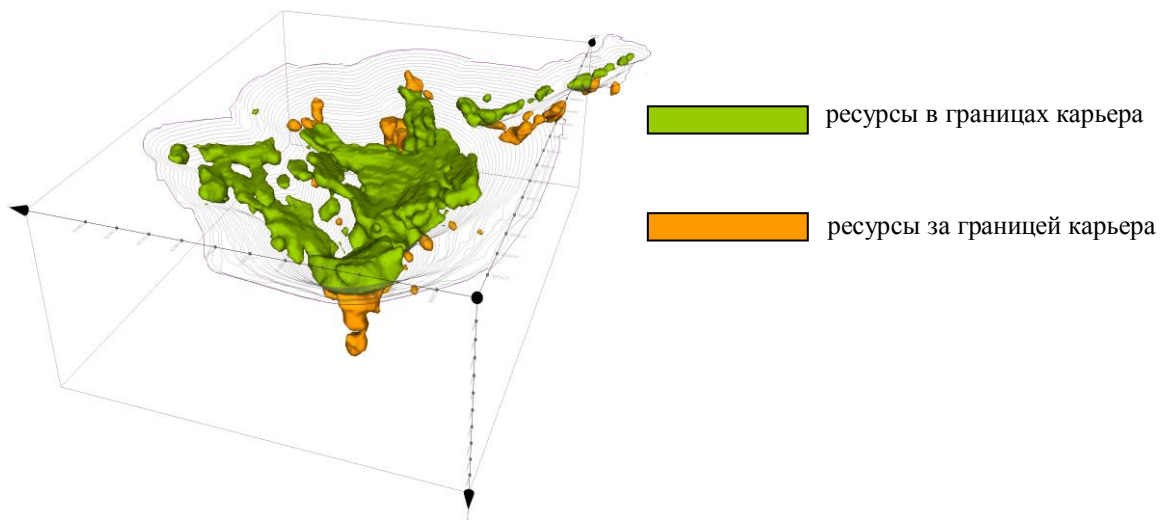 ресурсы в границах карьера
ресурсы за границей карьера